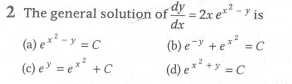 2 The general solution of dy/dx = 2x e^{x² − y} is
(a) e^{x² − y} = C (b) e^{−y} + e^{x²} = C
(c) e^{y} = e^{x²} + C (d) e^{x² + y} = C